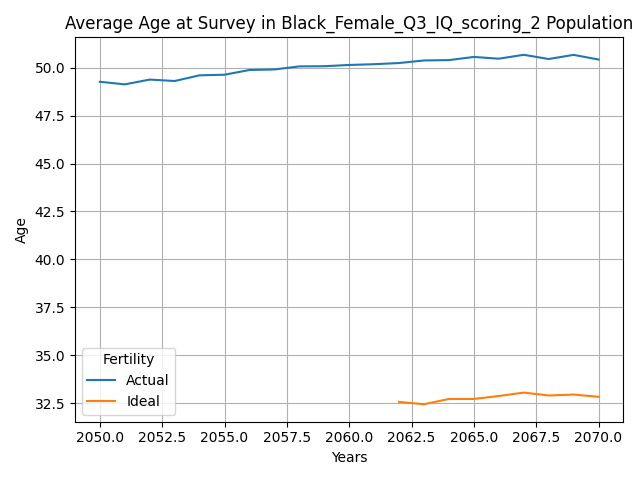 Average Age at Survey in Black_Female_Q3_IQ_scoring_2 Population
Age
50.0
47.5
45.0
42.5
40.0
37.5
35.0
32.5
Fertility
Actual
Ideal
2050.0 2052.5 2055.0 2057.5 2060.0 2062.5 2065.0 2067.5 2070.0
Years